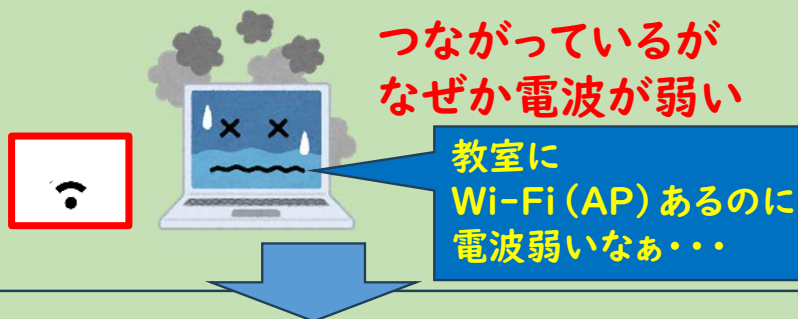 つながっているが
なぜか電波が弱い
教室に
Wi-Fi(AP)あるのに
電波弱いなぁ・・・